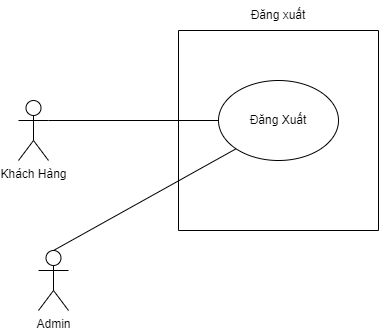 Đăng xuất
Đăng Xuất
Khách Hàng
Admin